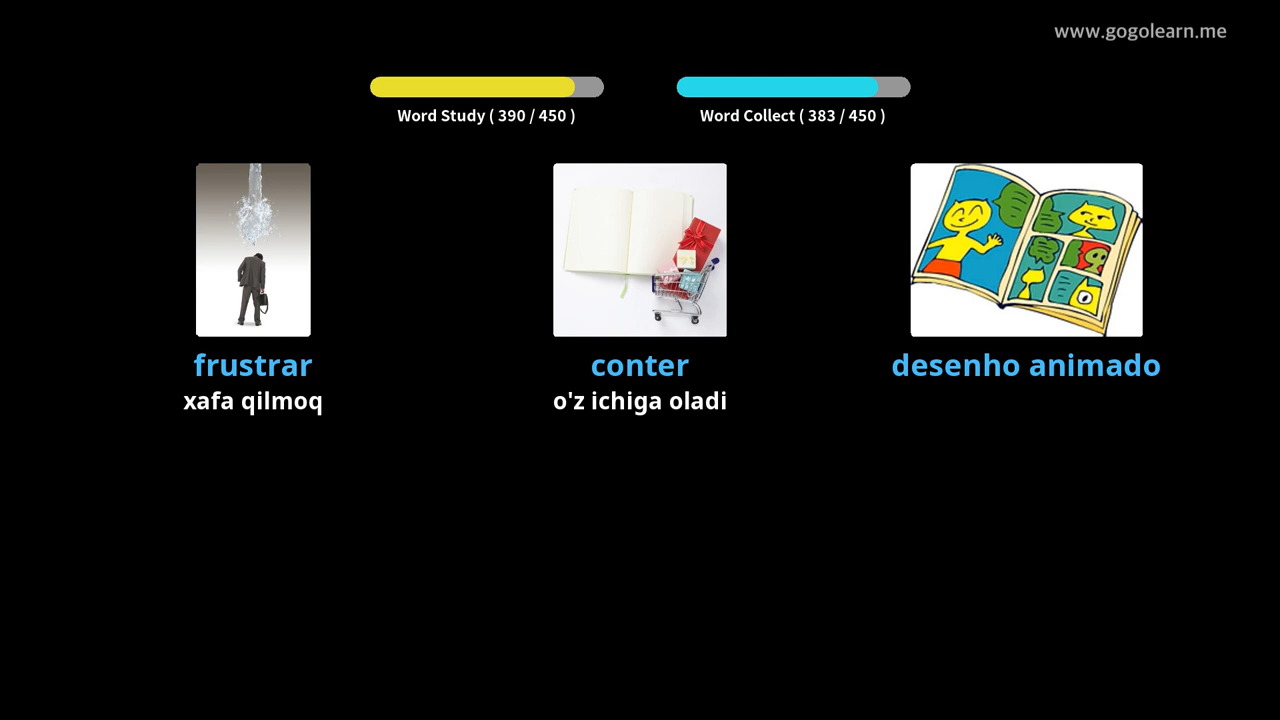 www.gogolearn.me
Word Study ( 390 / 450 )
Word Collect ( 383 / 450 )
frustrar
xafa qilmoq
conter
o'z ichiga oladi
desenho animado